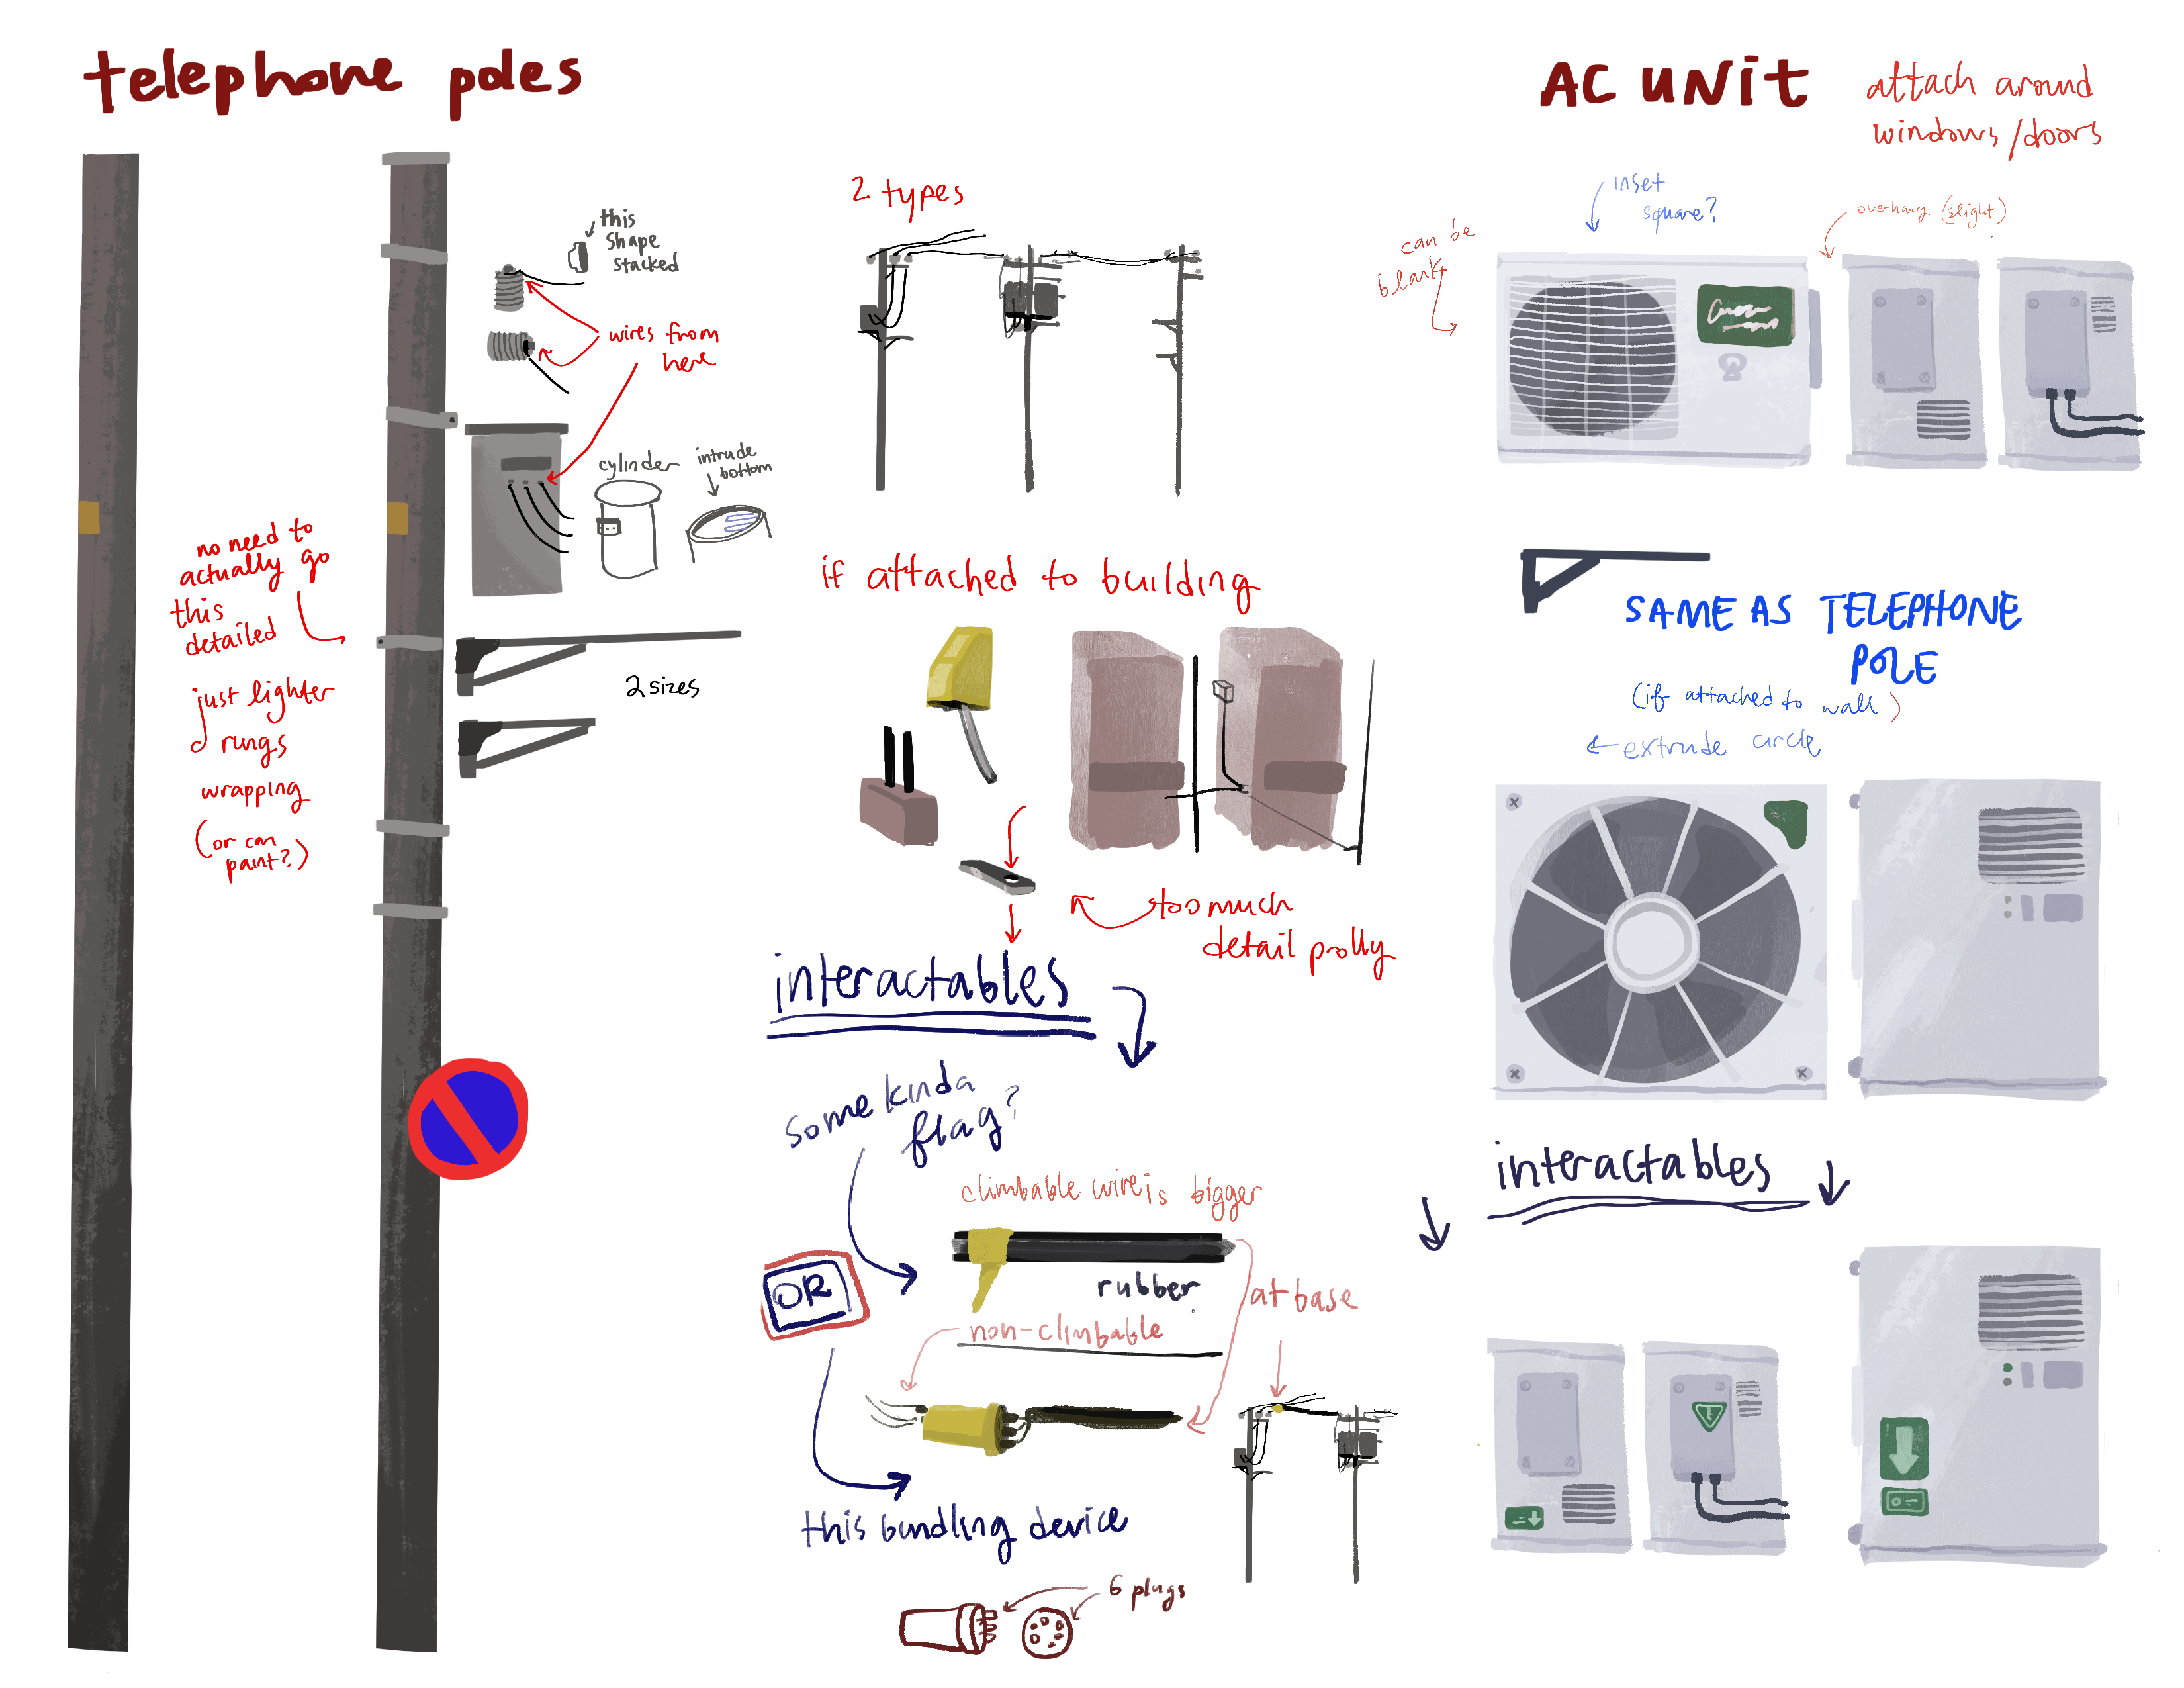 telephone poles
this
shape
stacked
wires from
here
cylinder
intrude
bottom
no need to
actually go
this
detailed
just lighter
rings
wrapping
(or can
paint?)
2 sizes
2 types
if attached to building
too much
detail prolly
interactables
some kinda
flag?
climbable wire is bigger
rubber
OR
at base
non-climbable
this bundling device
6 plugs
AC UNIT
attach around
windows/doors
inset
square?
overhang (slight)
can be
blank
SAME AS TELEPHONE
POLE
(if attached to wall)
extrude circle
interactables